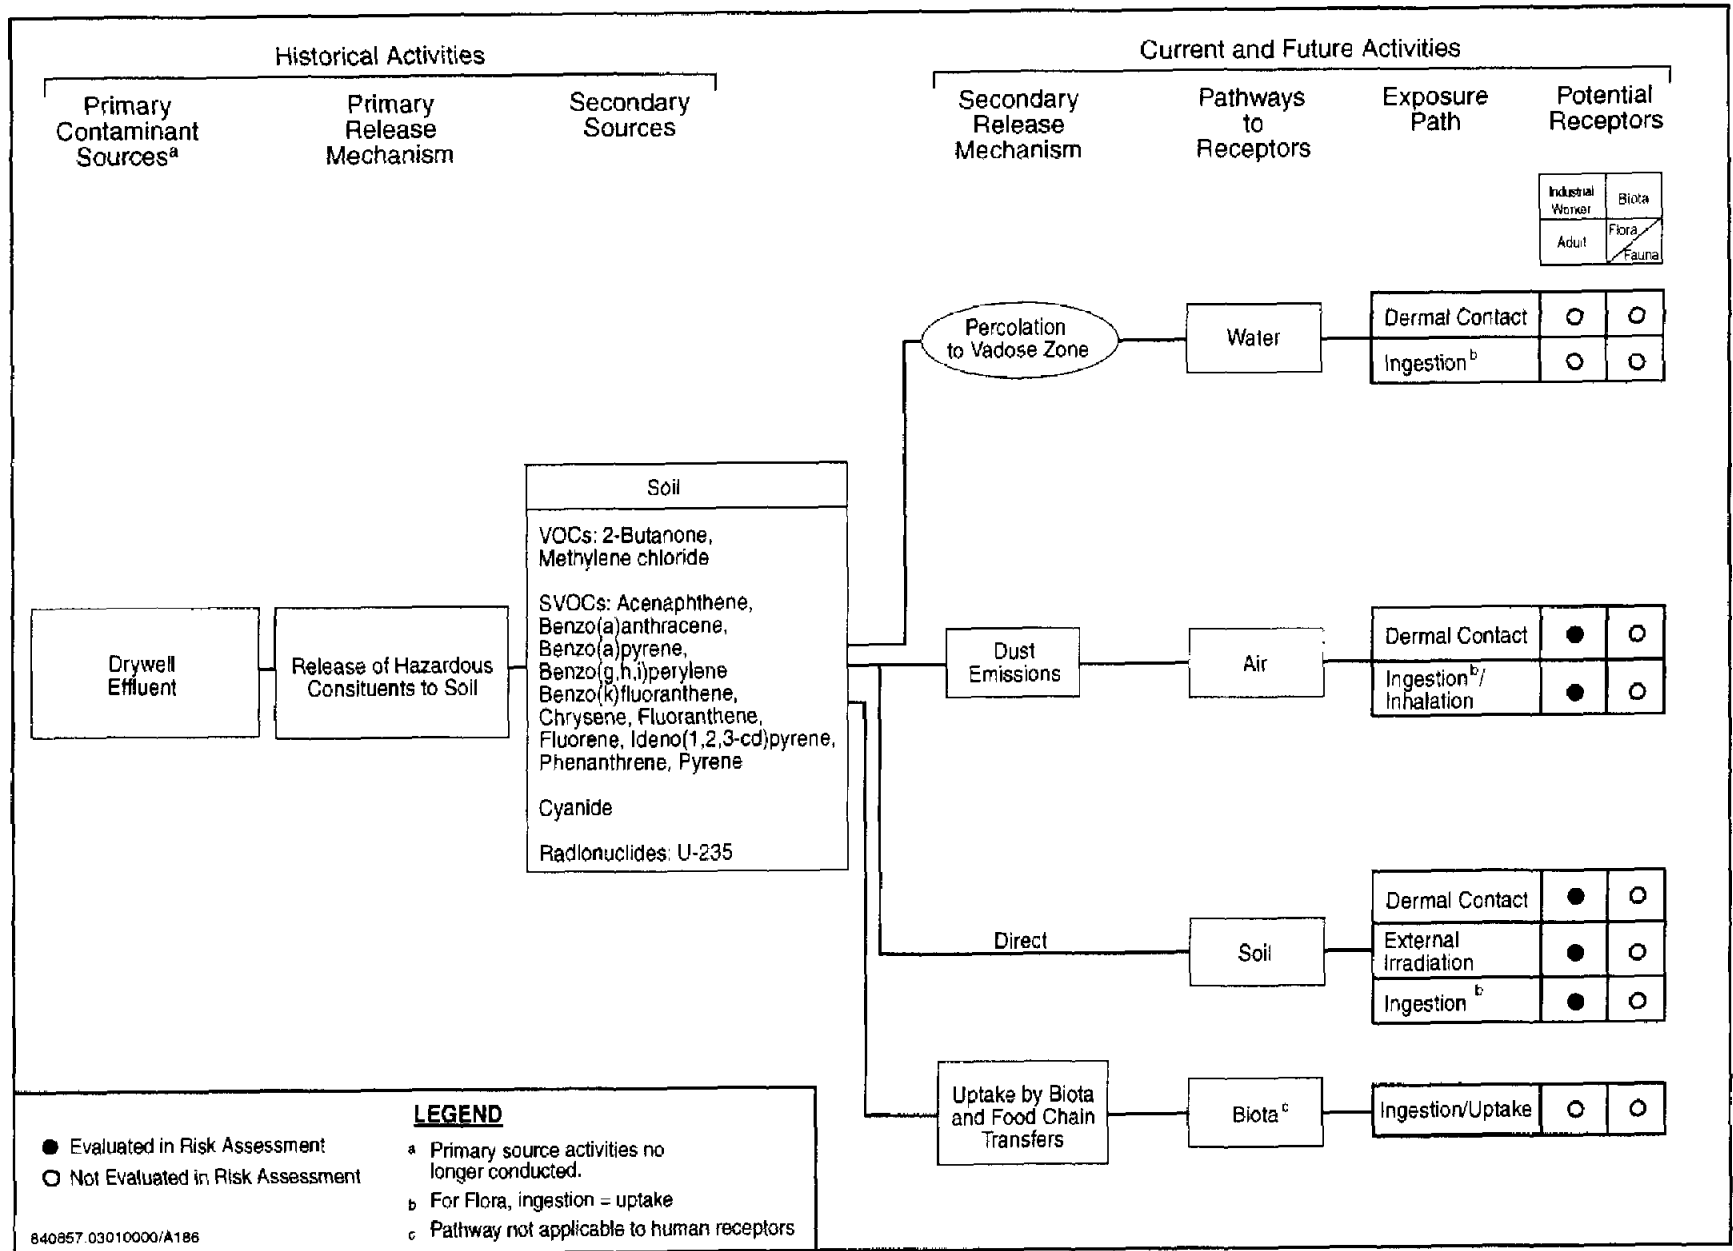 Historical Activities
Current and Future Activities
Primary
Contaminant
Sourcesa
Primary
Release
Mechanism
Secondary
Sources
Secondary
Release
Mechanism
Pathways
to
Receptors
Exposure
Path
Potential
Receptors
Industrial
Worker
Biota
Adult
Flora
Fauna
Percolation
to Vadose Zone
Water
Dermal Contact
Ingestion b
Soil
VOCs: 2-Butanone,
Methylene chloride
SVOCs: Acenaphthene,
Benzo(a)anthracene,
Benzo(a)pyrene,
Benzo(g,h,i)perylene
Benzo(k)fluoranthene,
Chrysene, Fluoranthene,
Fluorene, Ideno(1,2,3-cd)pyrene,
Phenanthrene, Pyrene
Cyanide
Radionuclides: U-235
Drywell
Effluent
Release of Hazardous
Consituents to Soil
Dust
Emissions
Air
Dermal Contact
Ingestionb/
Inhalation
Direct
Soil
Dermal Contact
External
Irradiation
Ingestion b
Uptake by Biota
and Food Chain
Transfers
Biotac
Ingestion/Uptake
LEGEND
Evaluated in Risk Assessment
Not Evaluated in Risk Assessment
a Primary source activities no
longer conducted.
b For Flora, ingestion = uptake
c Pathway not applicable to human receptors
840857.03010000/A186